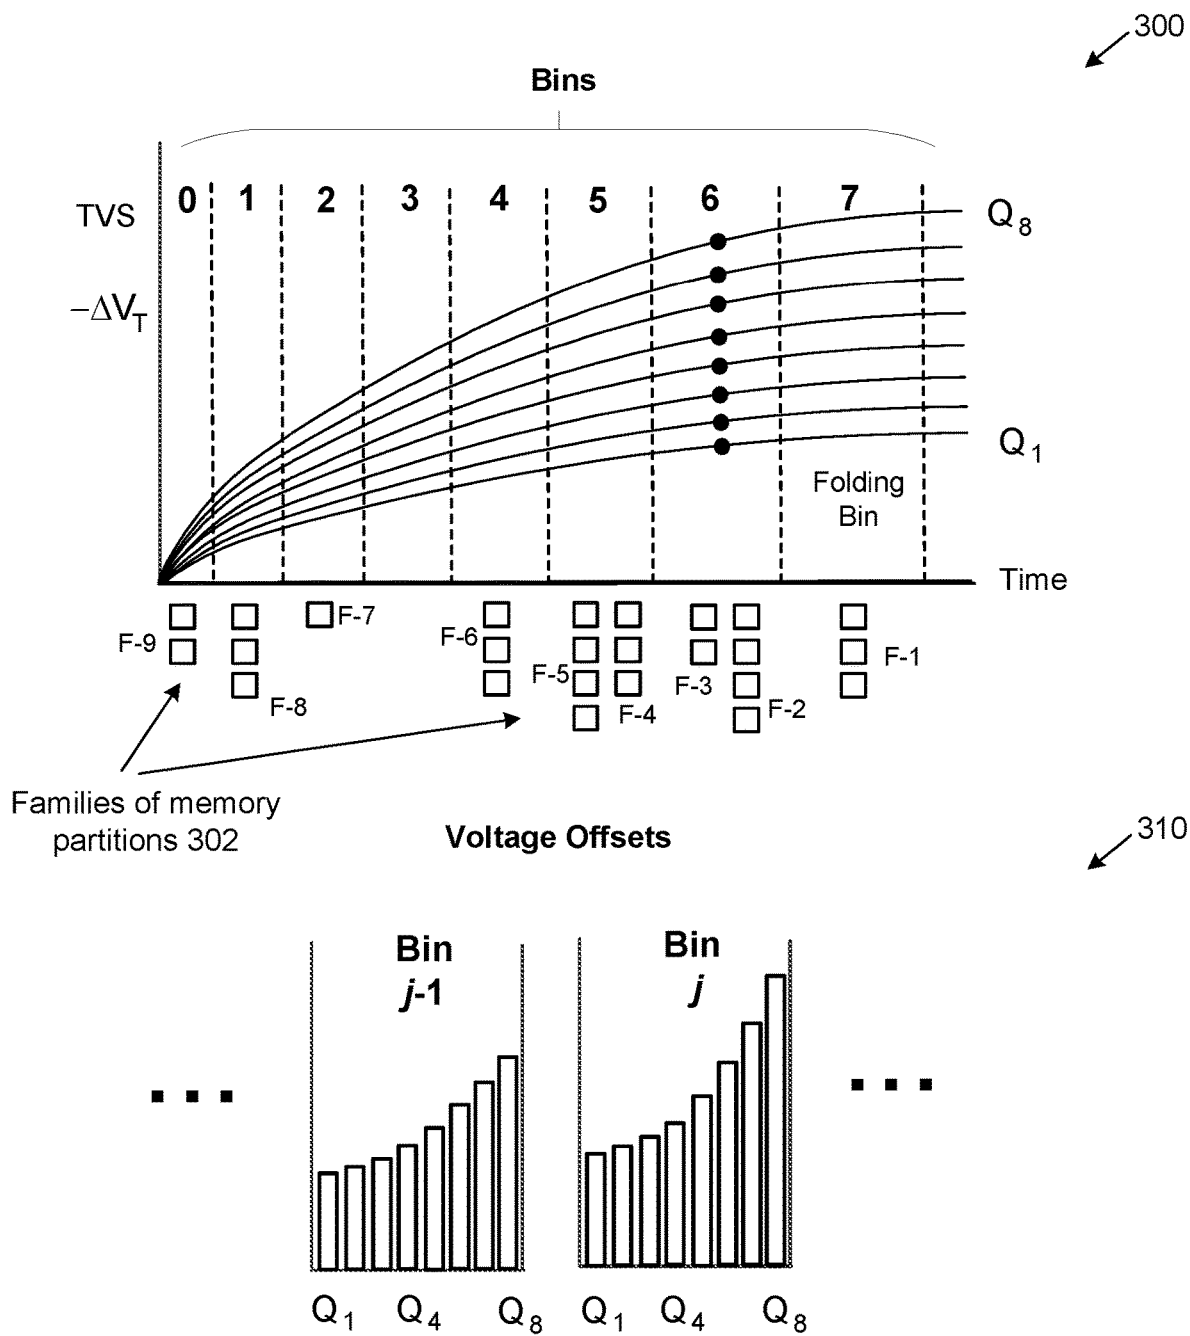 300
Bins
0 1 2 3 4 5 6 7
TVS
Q8
−ΔVT
Q1
Folding
Bin
Time
F-9
F-8
F-7
F-6
F-5
F-4
F-3
F-2
F-1
Families of memory
partitions 302
Voltage Offsets
310
Bin
j-1
Bin
j
Q1 Q4 Q8
Q1 Q4 Q8